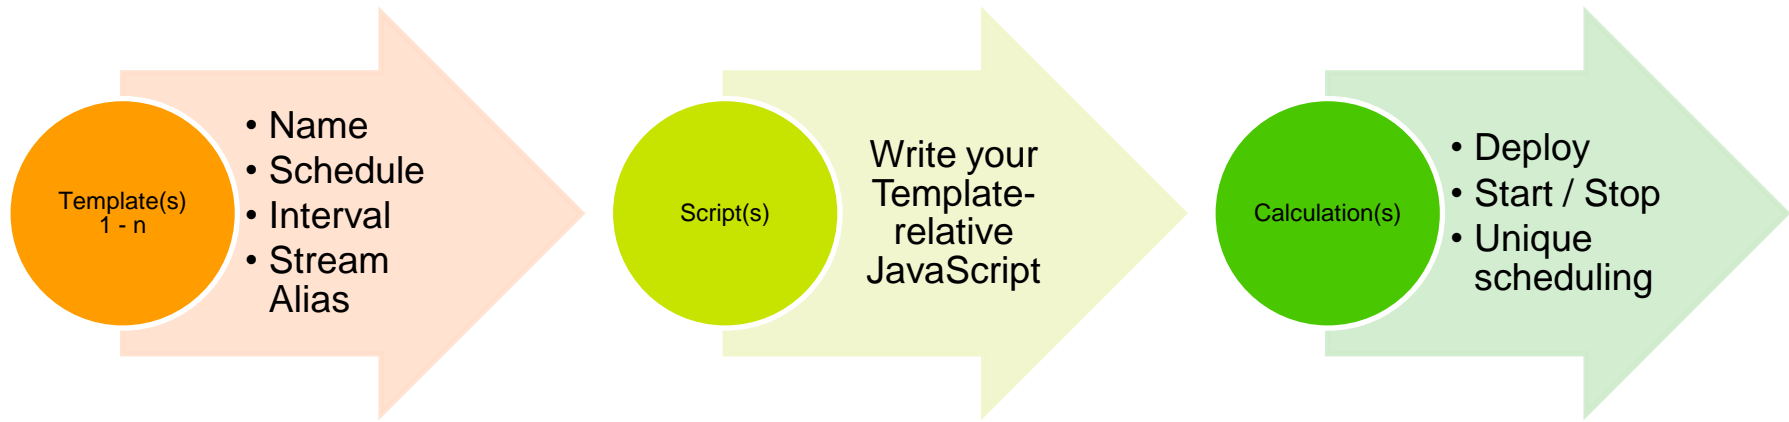 Template(s)
1 - n
• Name
• Schedule
• Interval
• Stream
Alias
Script(s)
Write your
Template-
relative
JavaScript
Calculation(s)
• Deploy
• Start / Stop
• Unique
scheduling